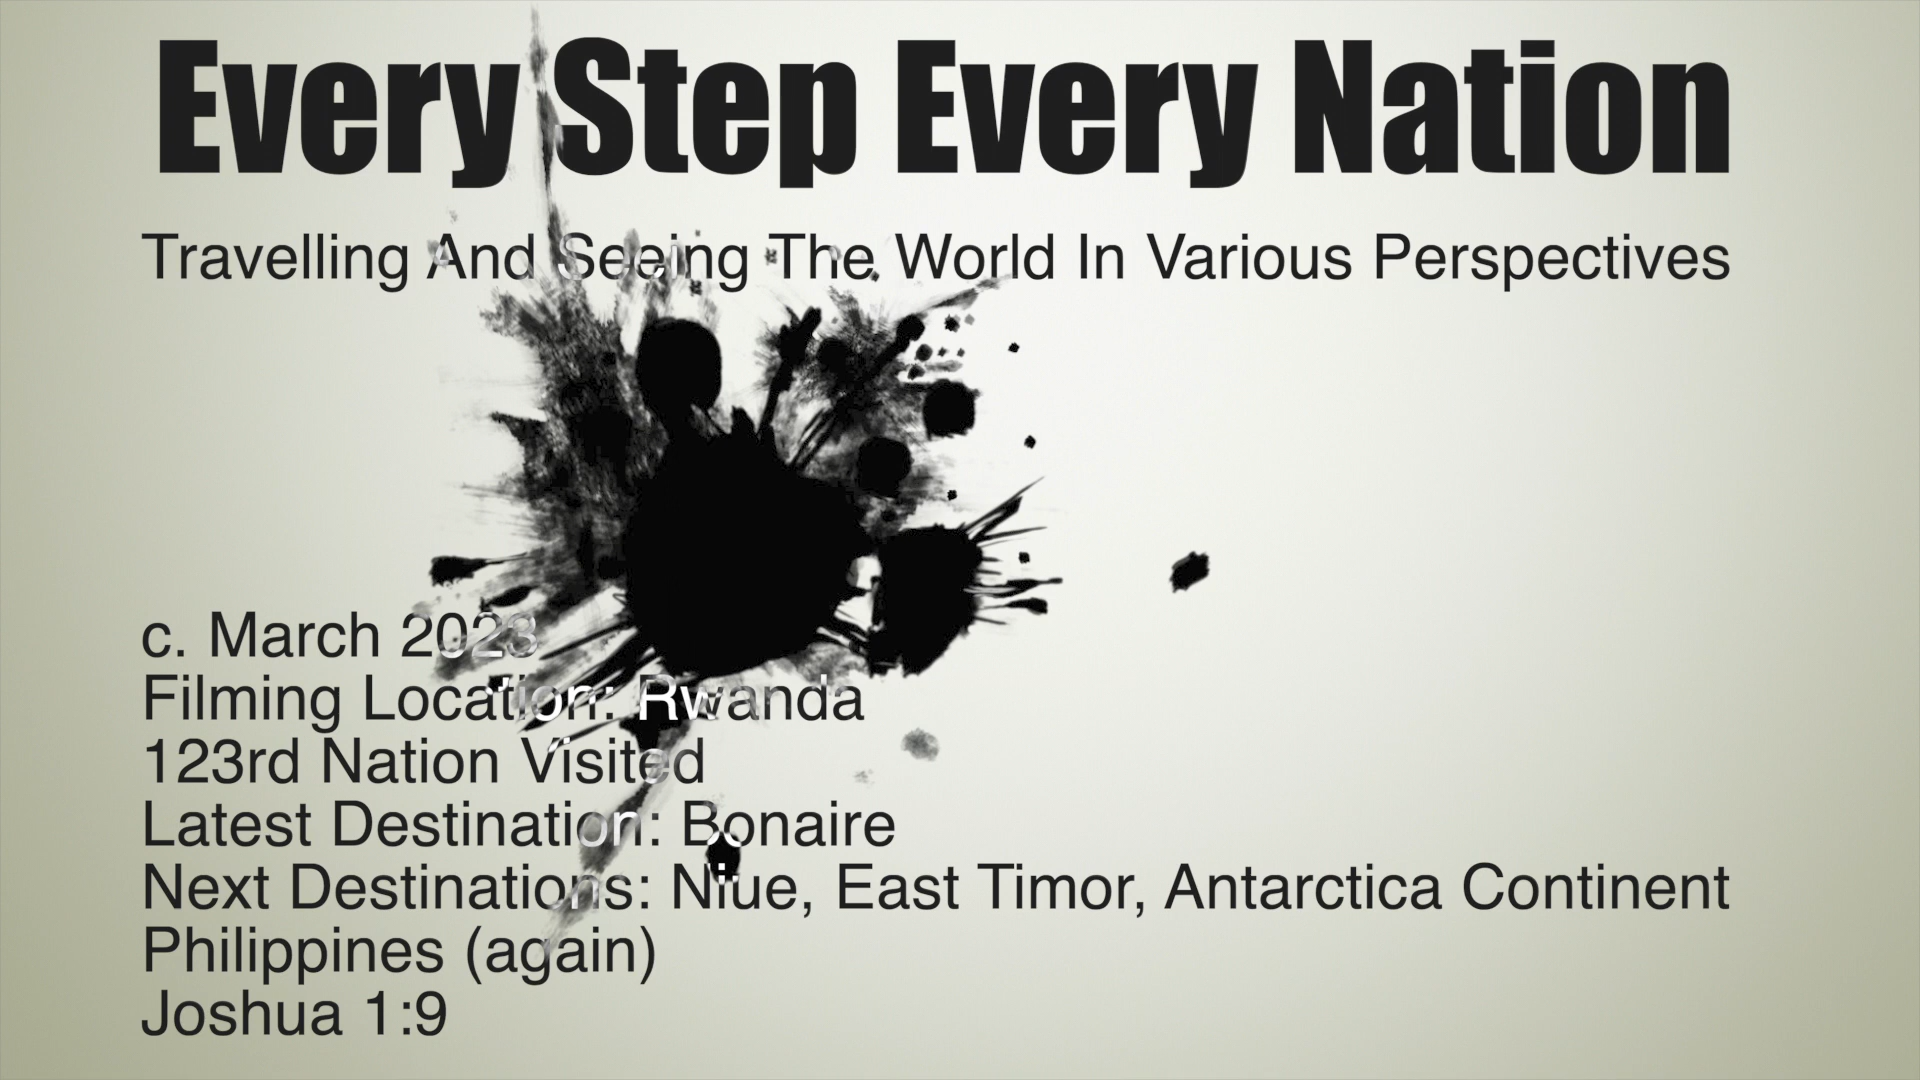 Every Step Every Nation
Travelling And Seeing The World In Various Perspectives
c. March 2023
Filming Location: Rwanda
123rd Nation Visited
Latest Destination: Bonaire
Next Destinations: Niue, East Timor, Antarctica Continent
Philippines (again)
Joshua 1:9